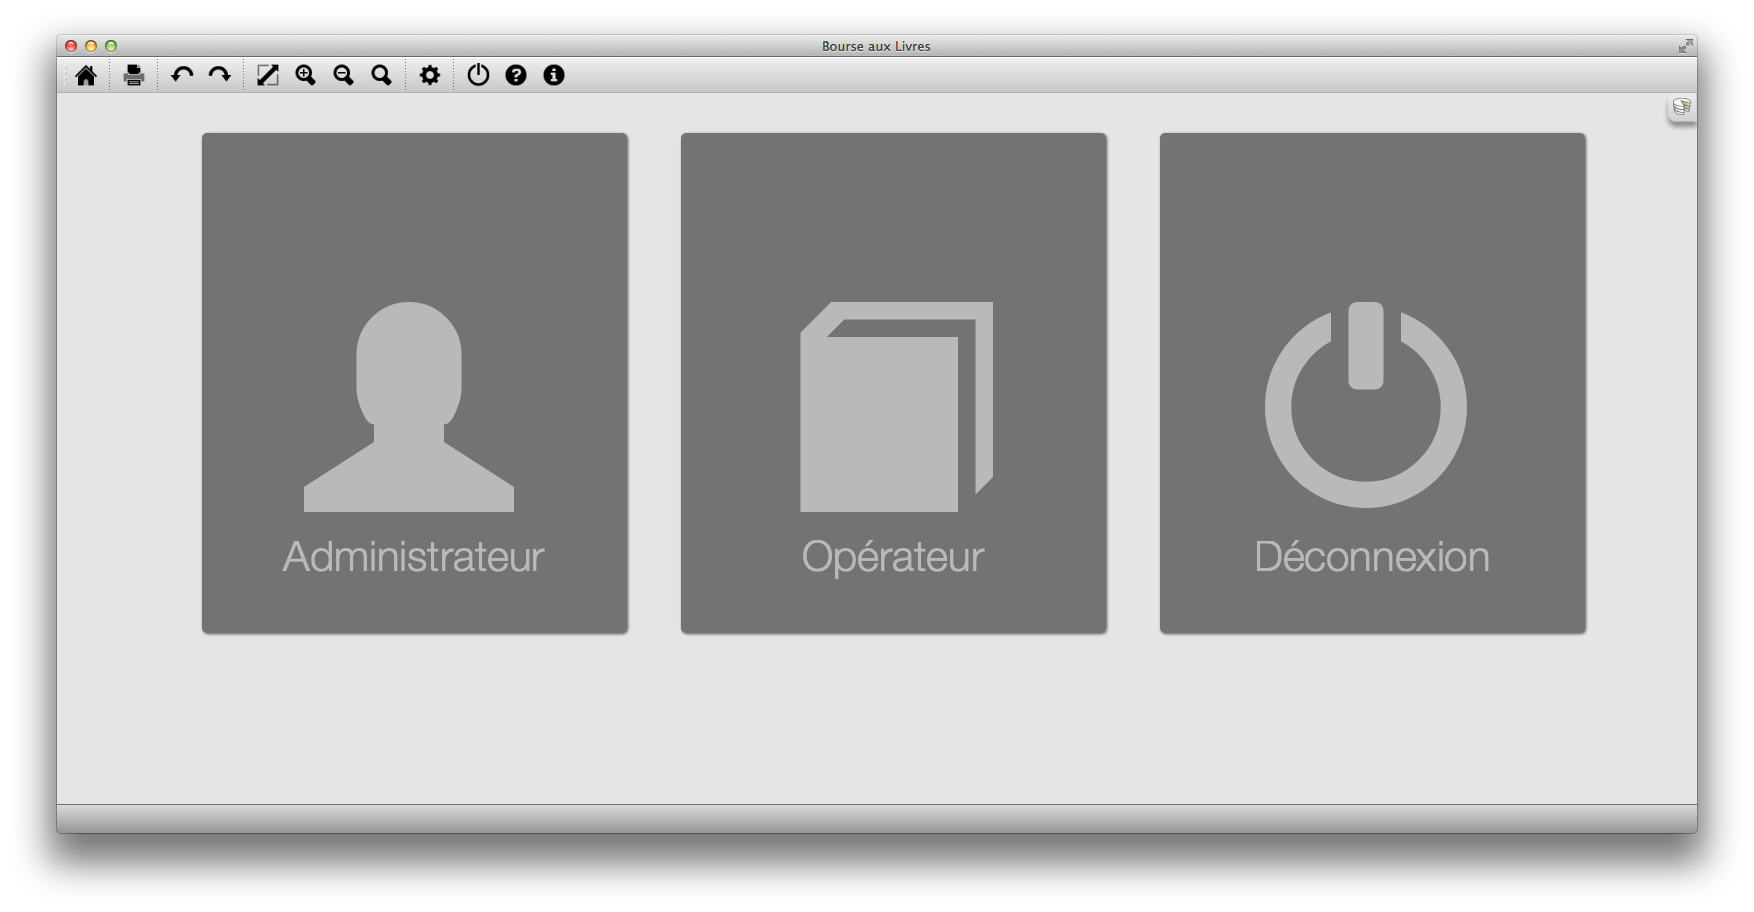 Bourse aux Livres
Administrateur
Opérateur
Déconnexion